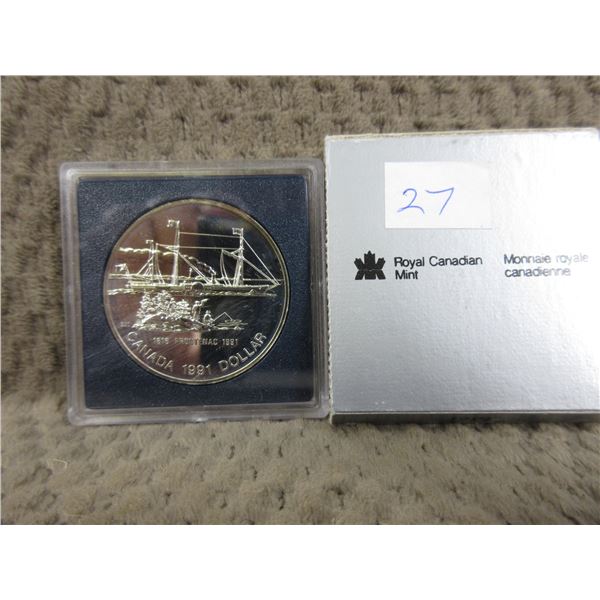 1816 FRONTENAC 1991
CANADA 1991 DOLLAR
27
Royal Canadian
Mint
Monnaie royale
canadienne